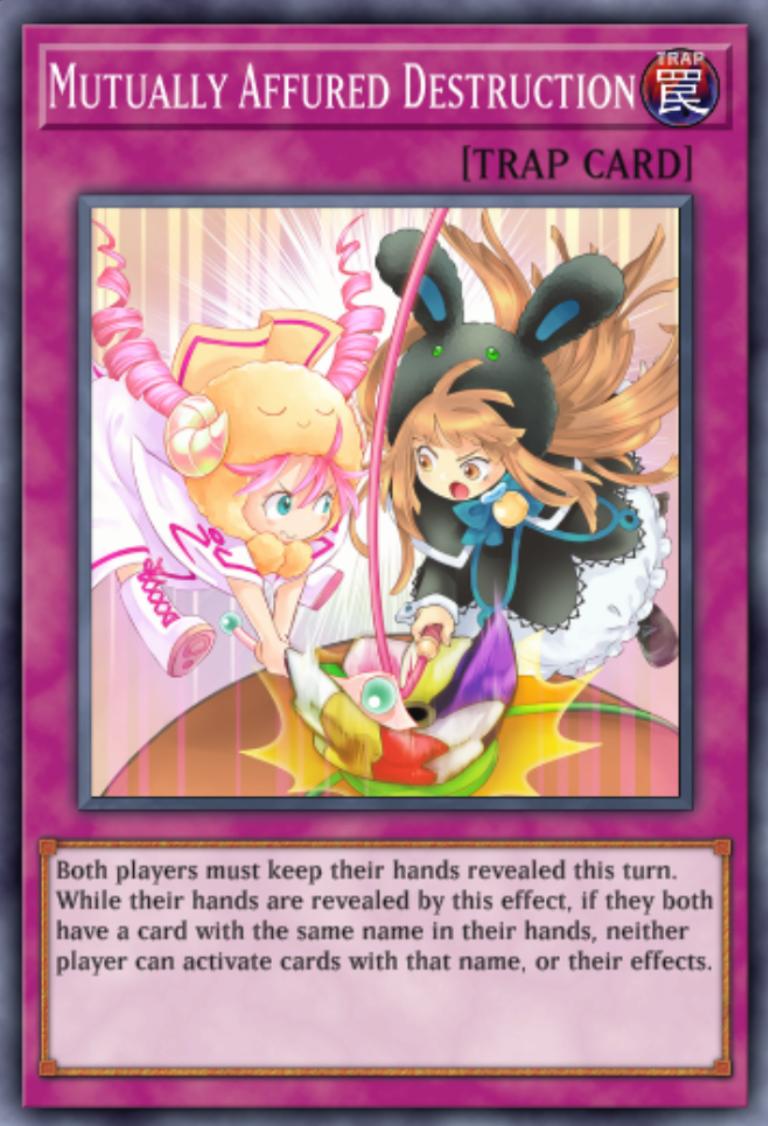 MUTUALLY AFFURED DESTRUCTION
TRAP
罠
[TRAP CARD]
Both players must keep their hands revealed this turn.
While their hands are revealed by this effect, if they both
have a card with the same name in their hands, neither
player can activate cards with that name, or their effects.